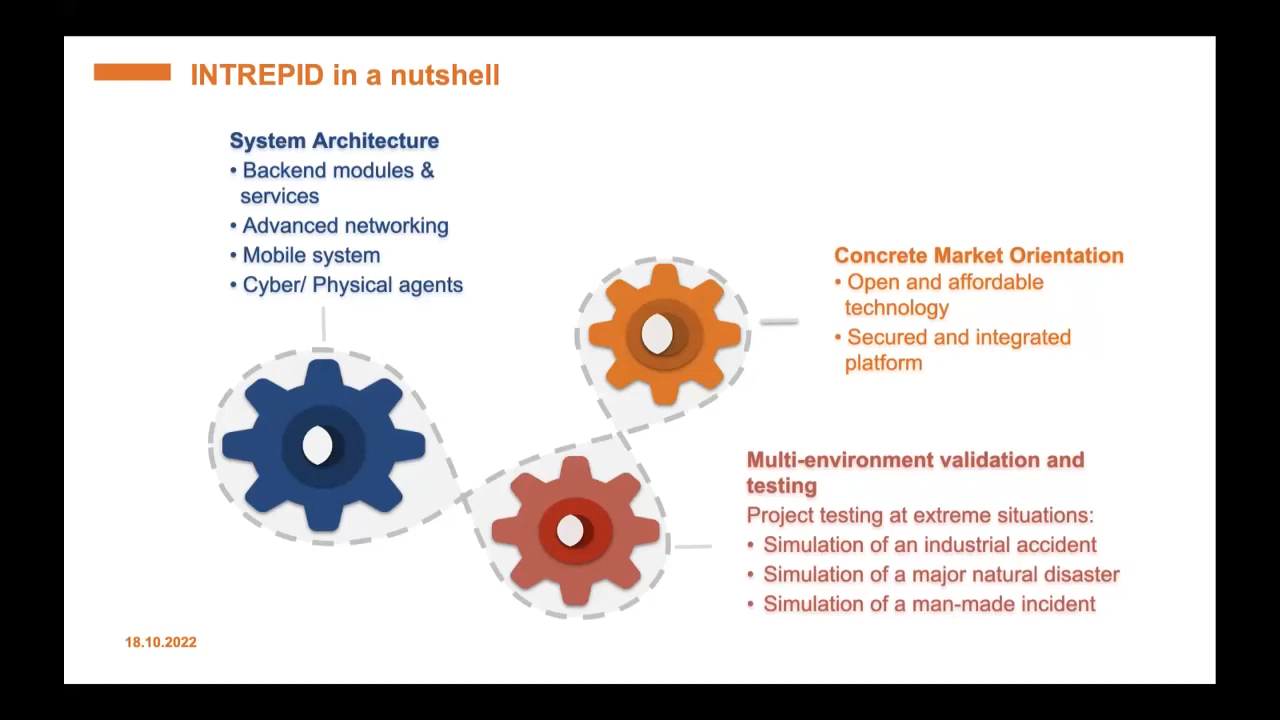 INTREPID in a nutshell
System Architecture
• Backend modules &
services
• Advanced networking
• Mobile system
• Cyber/ Physical agents
Concrete Market Orientation
• Open and affordable
technology
• Secured and integrated
platform
Multi-environment validation and
testing
Project testing at extreme situations:
• Simulation of an industrial accident
• Simulation of a major natural disaster
• Simulation of a man-made incident
18.10.2022